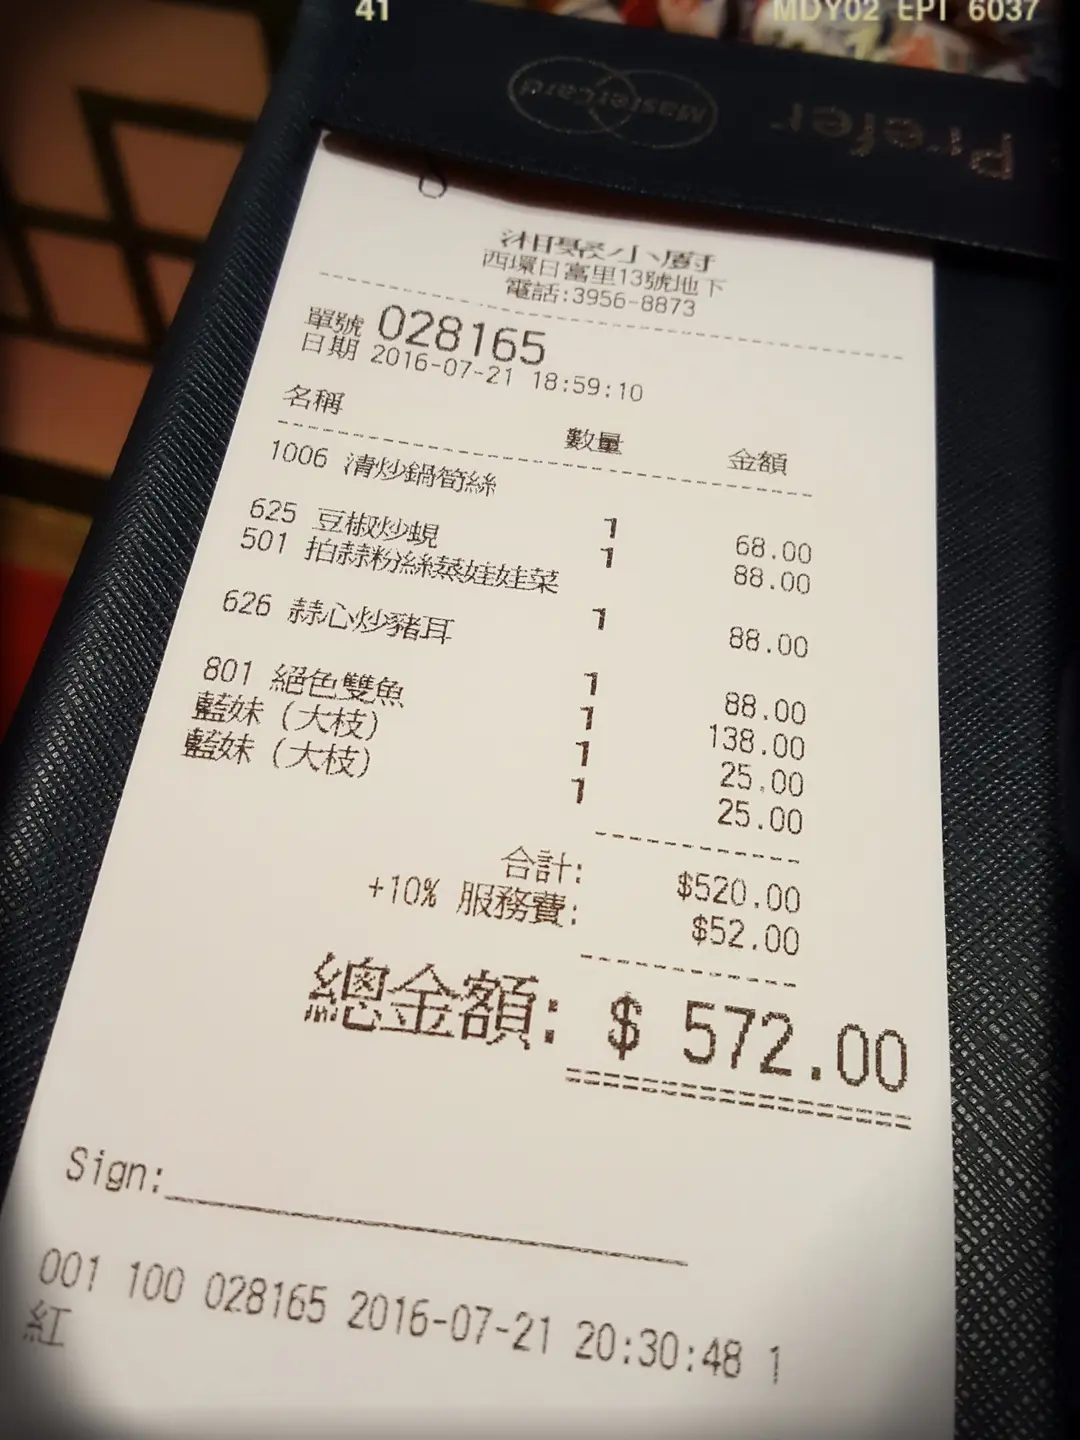 41
MDY02 EPI 6037
MasterCard
Prefer
湘聚小廚
西環日富里13號地下
電話:3956-8873
單號 028165
日期 2016-07-21 18:59:10
名稱 數量 金額
1006 清炒鍋筍絲 1 68.00
625 豆椒炒蜆 1 88.00
501 拍蒜粉絲蒸娃娃菜 1 88.00
626 蒜心炒豬耳 1 88.00
801 絕色雙魚 1 138.00
藍妹（大枝） 1 25.00
藍妹（大枝） 1 25.00
合計: $520.00
+10% 服務費: $52.00
總金額: $ 572.00
Sign:
001 100 028165 2016-07-21 20:30:48 1
紅